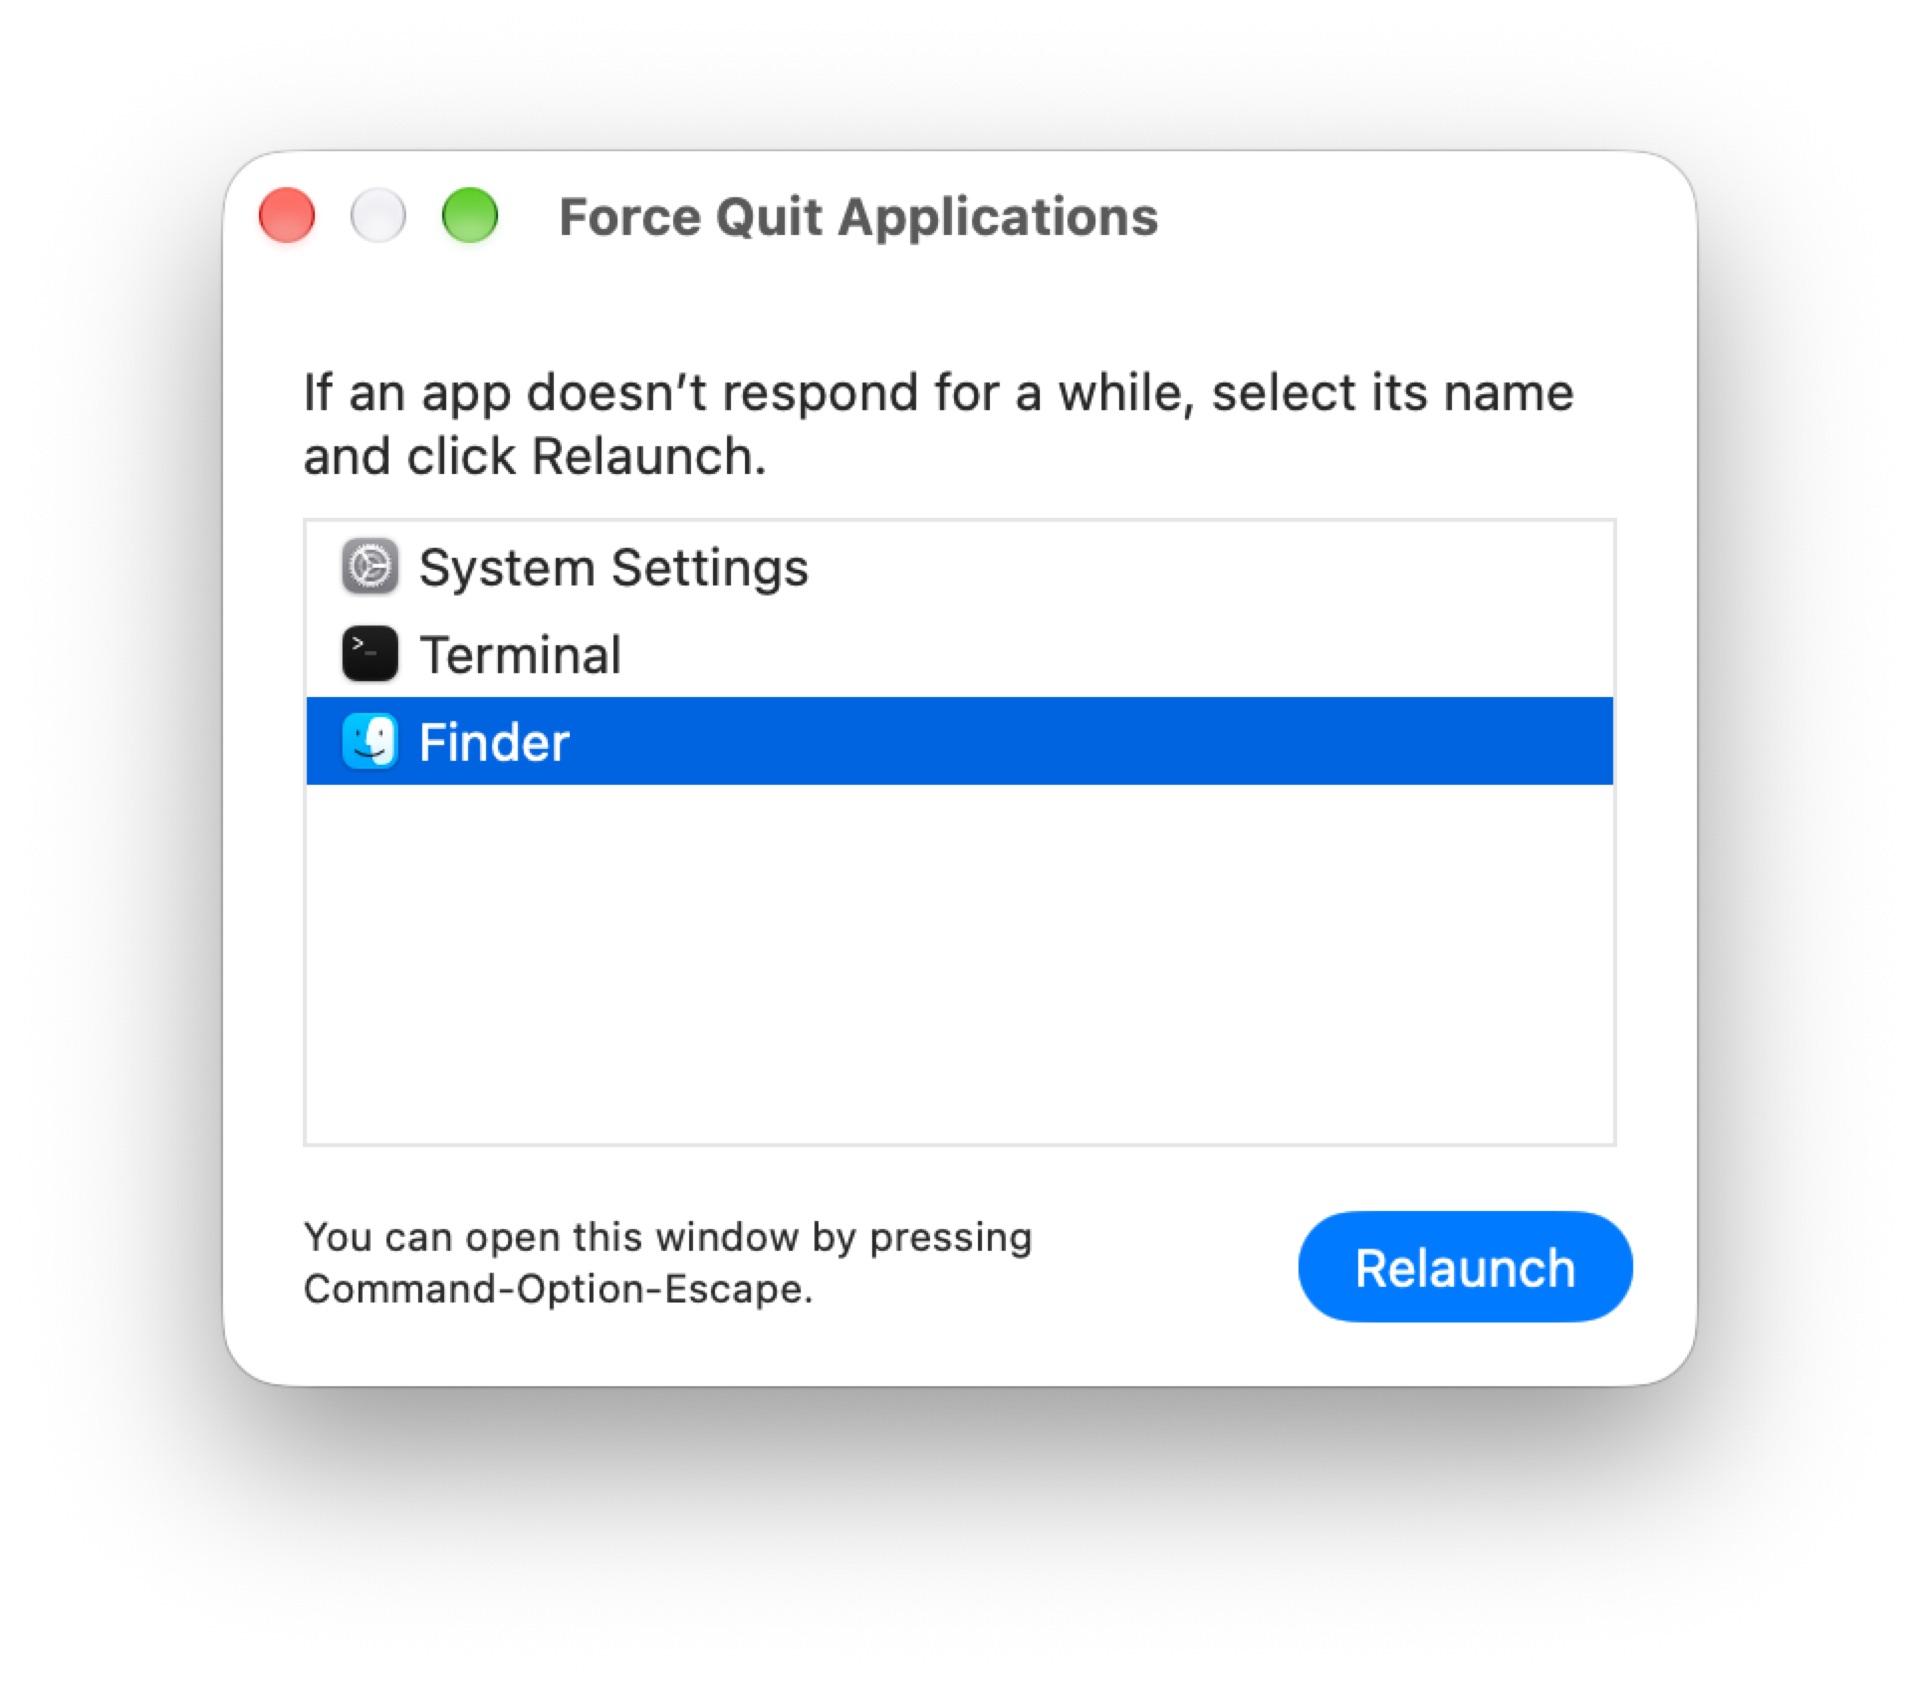 Force Quit Applications
If an app doesn’t respond for a while, select its name
and click Relaunch.
System Settings
>_ Terminal
Finder
You can open this window by pressing
Command-Option-Escape.
Relaunch